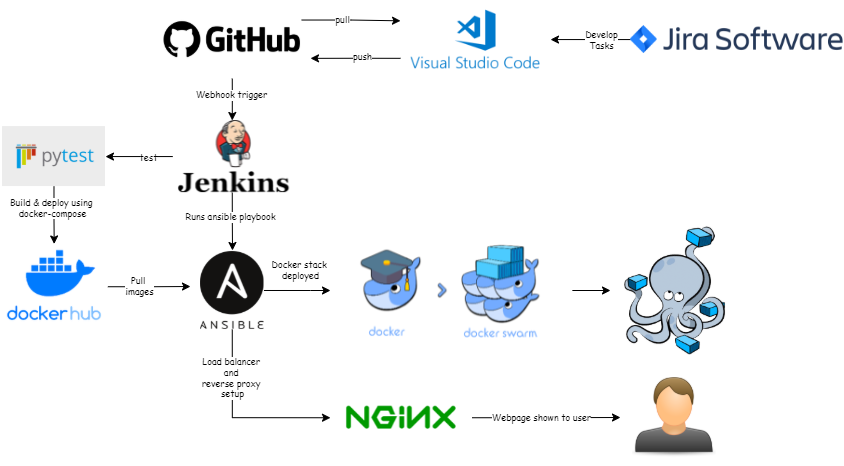 GitHub
pull
push
Visual Studio Code
Develop
Tasks
Jira Software
Webhook trigger
pytest
test
Jenkins
Build & deploy using
docker-compose
Runs ansible playbook
docker hub
Pull
images
ANSIBLE
Docker stack
deployed
docker
docker swarm
Load balancer
and
reverse proxy
setup
NGINX
Webpage shown to user